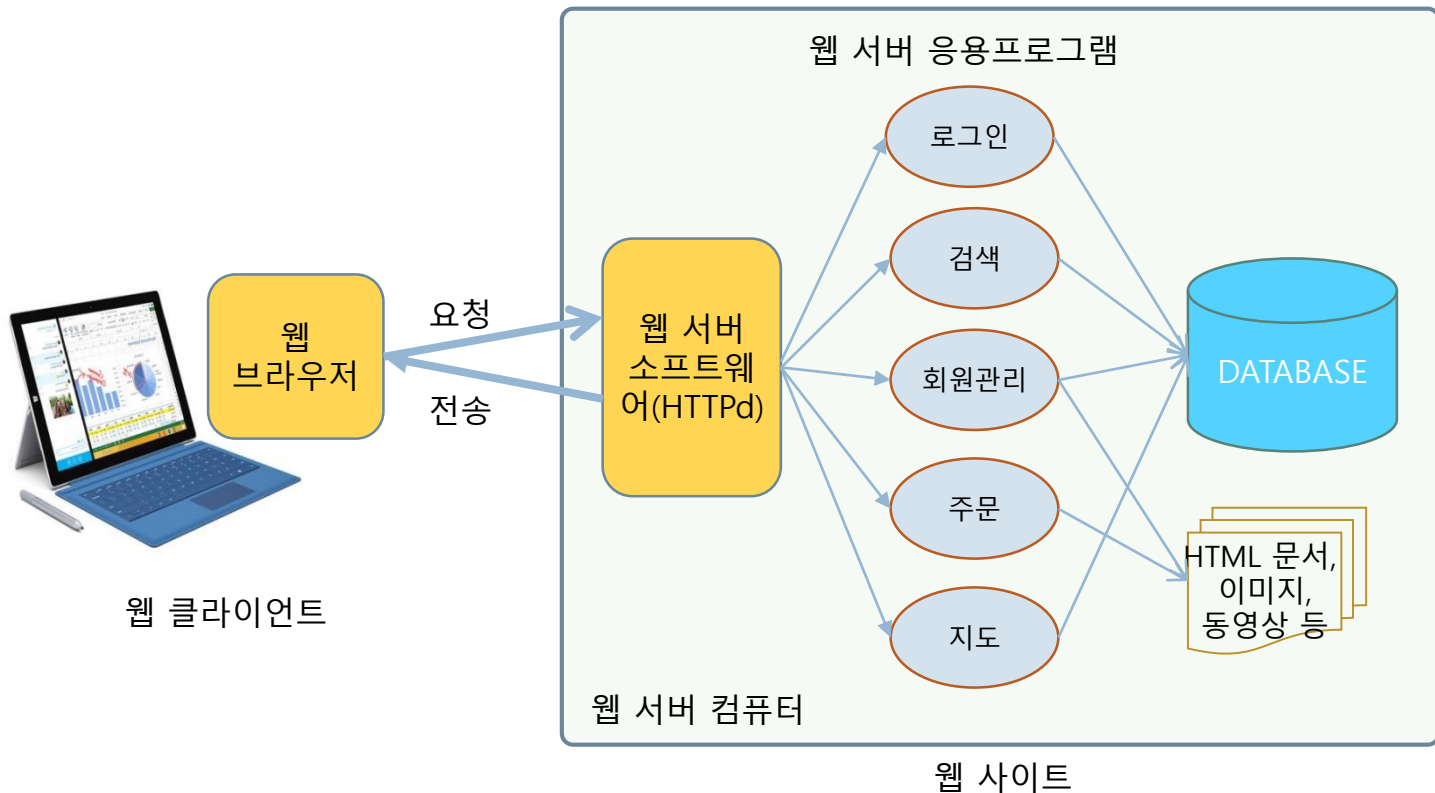 웹 서버 응용프로그램
로그인
검색
회원관리
주문
지도
웹
브라우저
요청
전송
웹 서버
소프트웨
어(HTTPd)
DATABASE
HTML 문서,
이미지,
동영상 등
웹 클라이언트
웹 서버 컴퓨터
웹 사이트